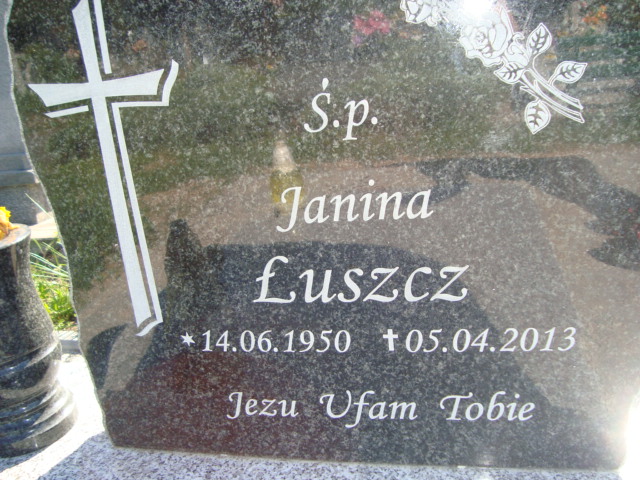 Ś.p.
Janina
Łuszcz
*14.06.1950 ✝05.04.2013
Jezu Ufam Tobie